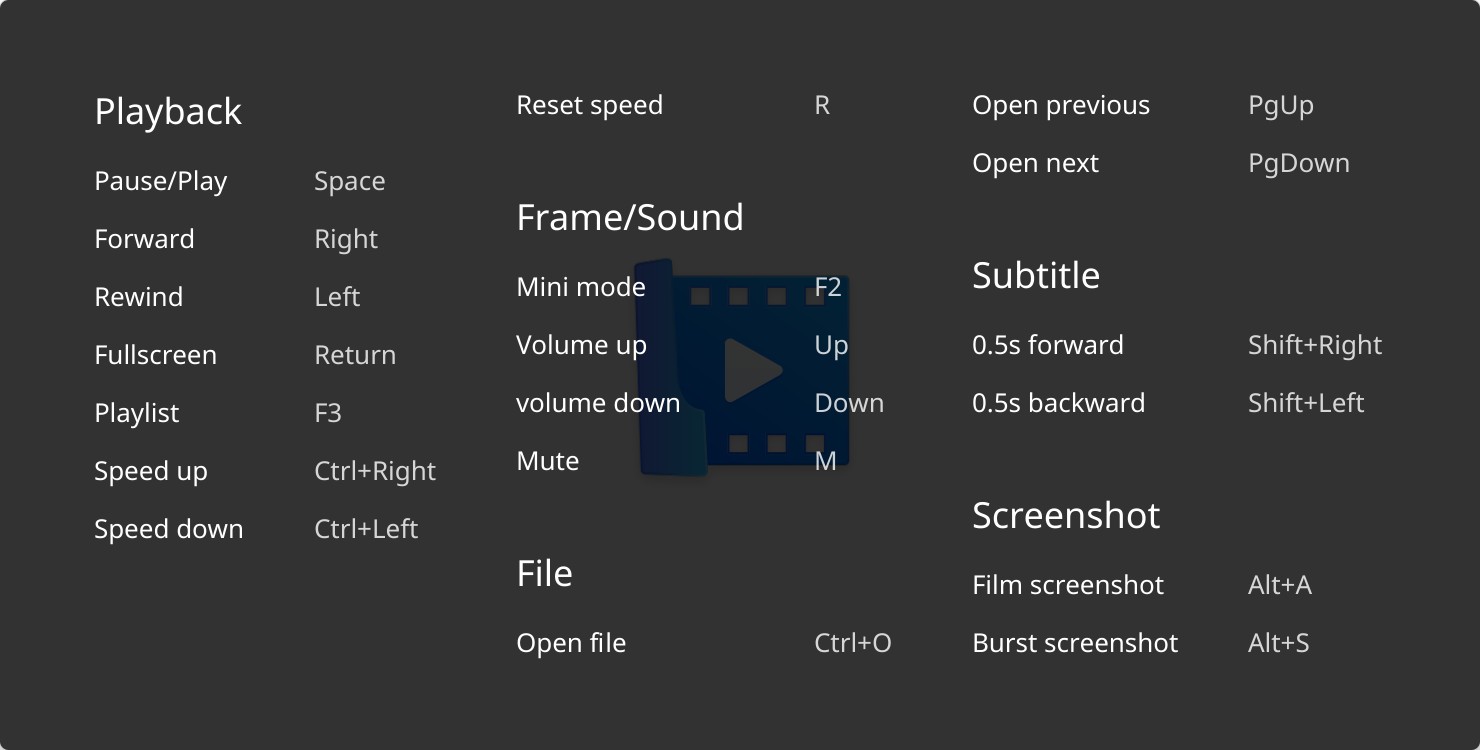 Playback
Pause/Play Space
Forward Right
Rewind Left
Fullscreen Return
Playlist F3
Speed up Ctrl+Right
Speed down Ctrl+Left
Reset speed R
Frame/Sound
Mini mode F2
Volume up Up
volume down Down
Mute M
File
Open file Ctrl+O
Open previous PgUp
Open next PgDown
Subtitle
0.5s forward Shift+Right
0.5s backward Shift+Left
Screenshot
Film screenshot Alt+A
Burst screenshot Alt+S